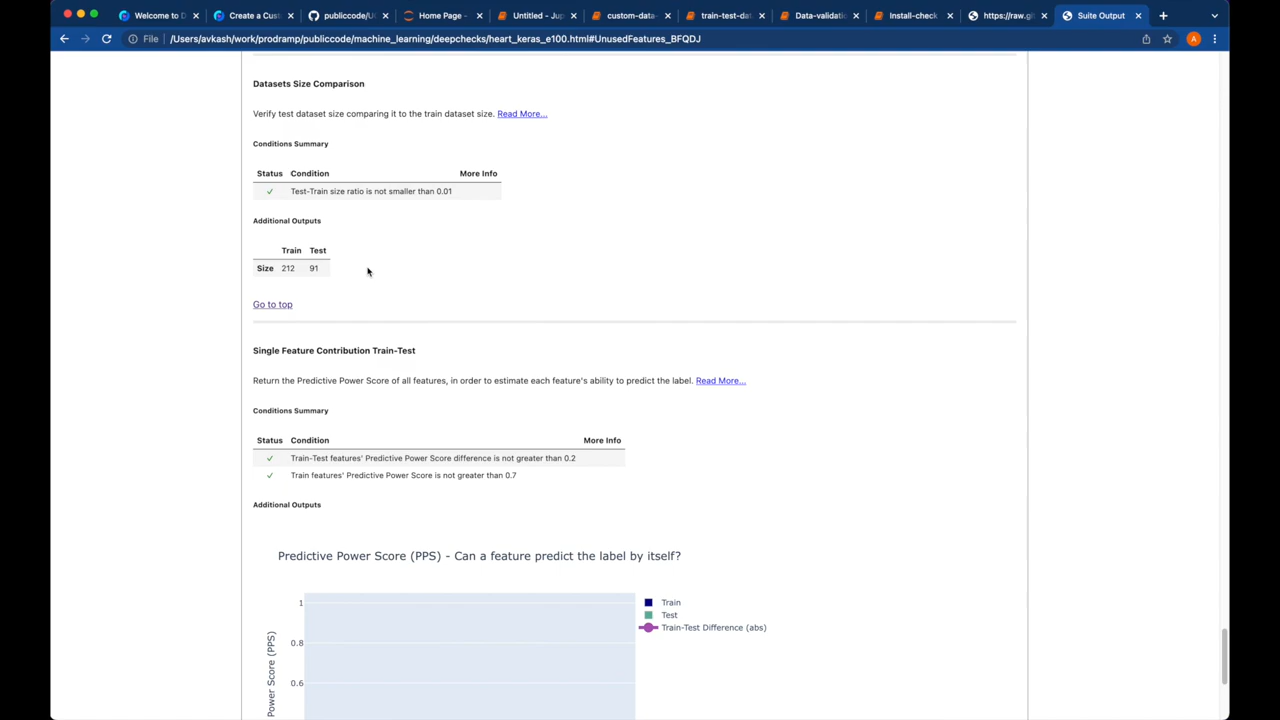 Welcome to D
Create a Cust
publiccode/U
Home Page -
Untitled - Jup
custom-data-
train-test-dat
Data-validatio
Install-check
https://raw.gi
Suite Output
File /Users/avkash/work/prodramp/publiccode/machine_learning/deepchecks/heart_keras_e100.html#UnusedFeatures_BFQDJ
A
Datasets Size Comparison
Verify test dataset size comparing it to the train dataset size. Read More...
Conditions Summary
Status Condition More Info
✓ Test-Train size ratio is not smaller than 0.01
Additional Outputs
Train Test
Size 212 91
Go to top
Single Feature Contribution Train-Test
Return the Predictive Power Score of all features, in order to estimate each feature's ability to predict the label. Read More...
Conditions Summary
Status Condition More Info
✓ Train-Test features' Predictive Power Score difference is not greater than 0.2
✓ Train features' Predictive Power Score is not greater than 0.7
Additional Outputs
Predictive Power Score (PPS) - Can a feature predict the label by itself?
1
0.8
0.6
Power Score (PPS)
Train
Test
Train-Test Difference (abs)